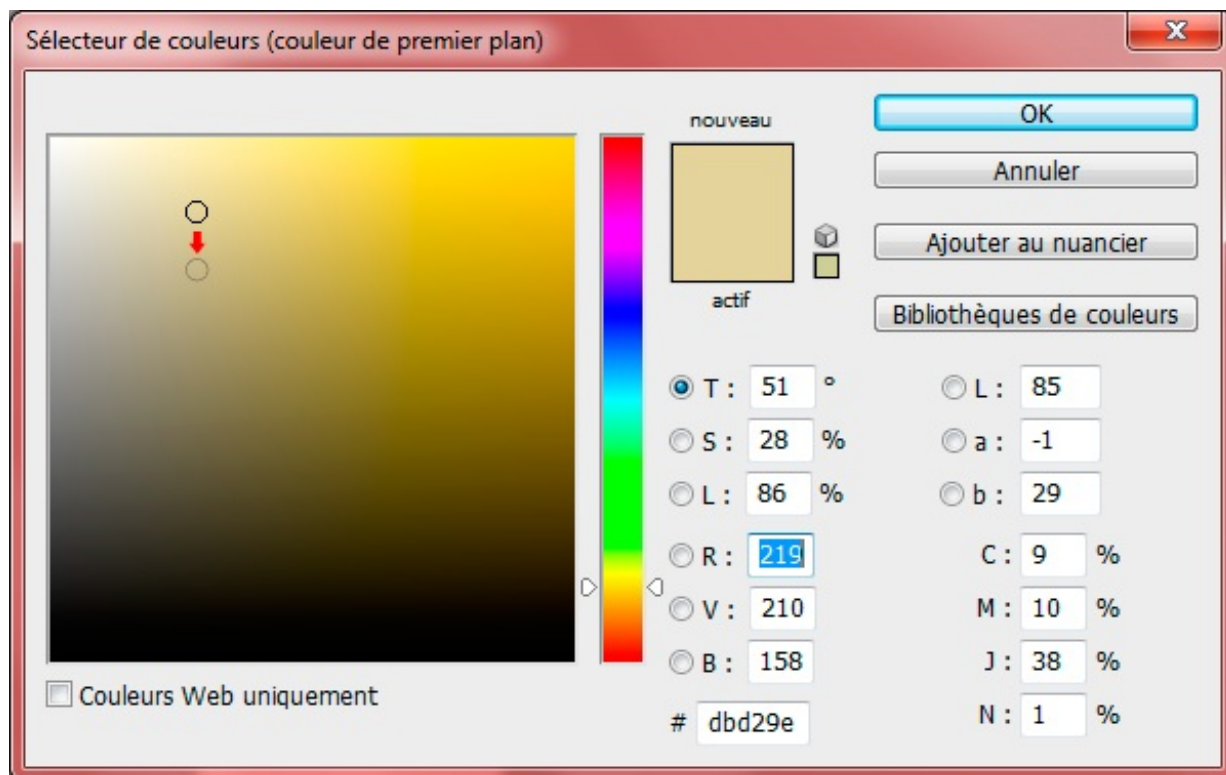 Sélecteur de couleurs (couleur de premier plan)
x
nouveau
actif
OK
Annuler
Ajouter au nuancier
Bibliothèques de couleurs
T : 51 °
L : 85
S : 28 %
a : -1
L : 86 %
b : 29
R : 219
C : 9 %
V : 210
M : 10 %
B : 158
J : 38 %
# dbd29e
N : 1 %
Couleurs Web uniquement